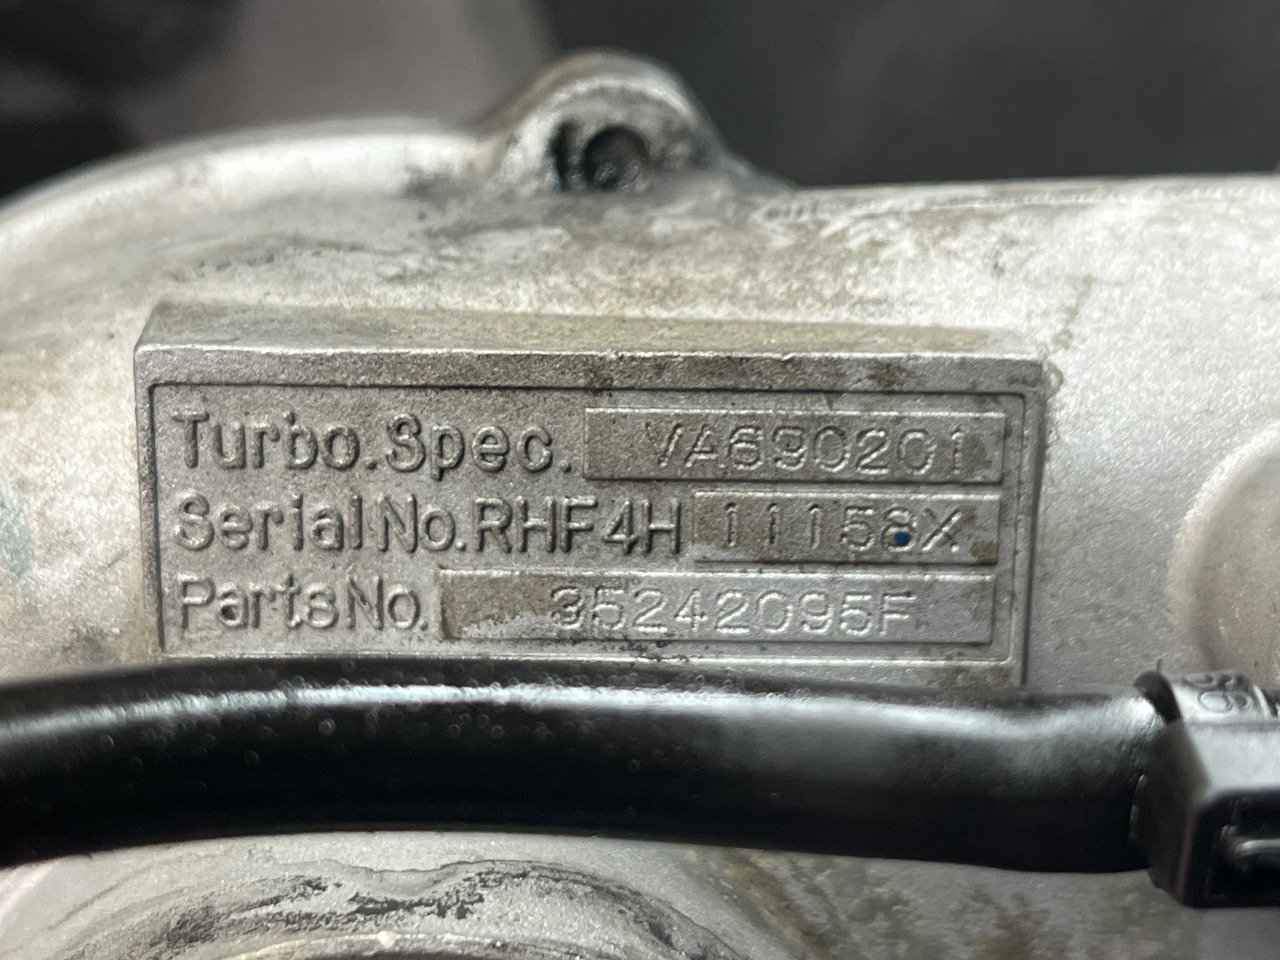 Turbo.Spec. VA690201
Serial No.RHF4H 11158X
Parts No. 35242095F